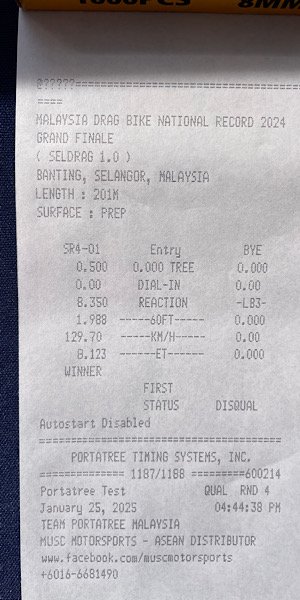 1000PCS 8MM
@?????==============================
====
MALAYSIA DRAG BIKE NATIONAL RECORD 2024
GRAND FINALE
( SELDRAG 1.0 )
BANTING, SELANGOR, MALAYSIA
LENGTH : 201M
SURFACE : PREP
SR4-01 Entry BYE
0.500 0.000 TREE 0.000
0.00 DIAL-IN 0.00
8.350 REACTION -LB3-
1.988 -----60FT----- 0.000
129.70 -----KM/H----- 0.00
8.123 ------ET------ 0.000
WINNER
FIRST
STATUS DISQUAL
Autostart Disabled
====================================
PORTATREE TIMING SYSTEMS, INC.
============== 1187/1188 =========600214
Portatree Test QUAL RND 4
January 25, 2025 04:44:38 PM
TEAM PORTATREE MALAYSIA
MUSC MOTORSPORTS - ASEAN DISTRIBUTOR
www.facebook.com/muscmotorsports
+6016-6681490